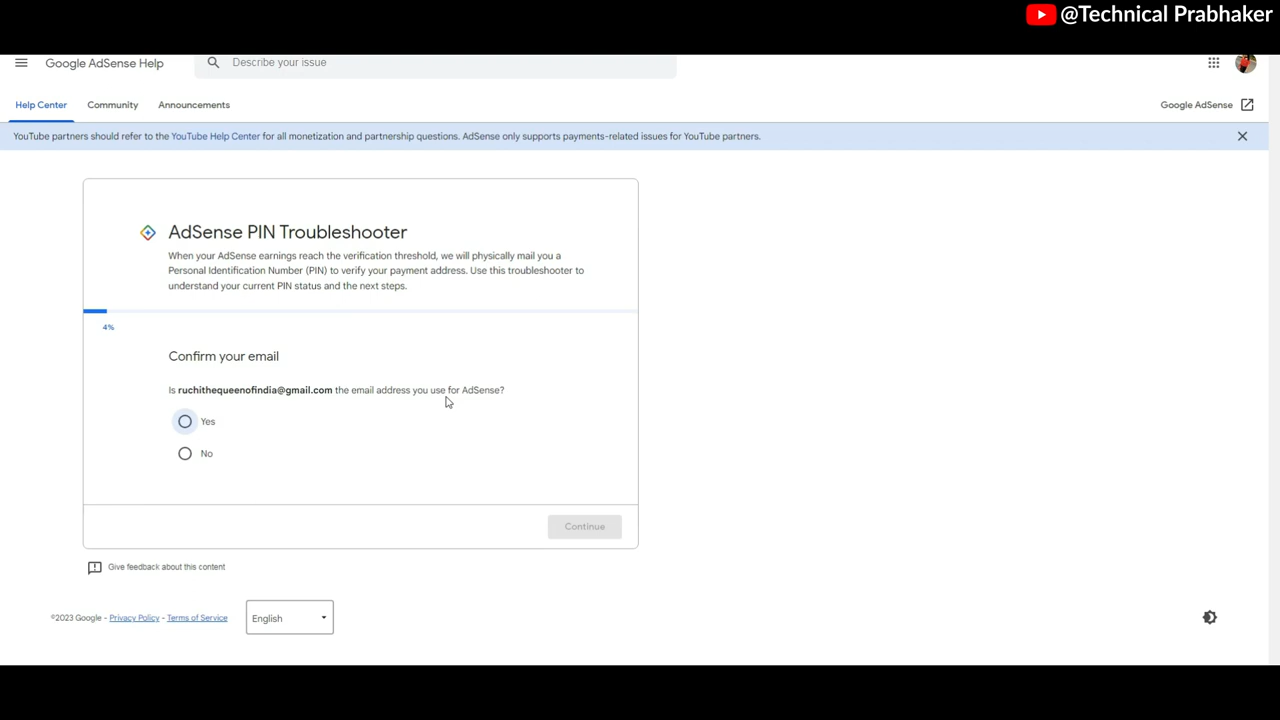 @Technical Prabhaker
Google AdSense Help
Describe your issue
Help Center
Community
Announcements
Google AdSense
YouTube partners should refer to the YouTube Help Center for all monetization and partnership questions. AdSense only supports payments-related issues for YouTube partners.
AdSense PIN Troubleshooter
When your AdSense earnings reach the verification threshold, we will physically mail you a
Personal Identification Number (PIN) to verify your payment address. Use this troubleshooter to
understand your current PIN status and the next steps.
4%
Confirm your email
Is ruchithequeenofindia@gmail.com the email address you use for AdSense?
Yes
No
Continue
Give feedback about this content
©2023 Google - Privacy Policy - Terms of Service
English